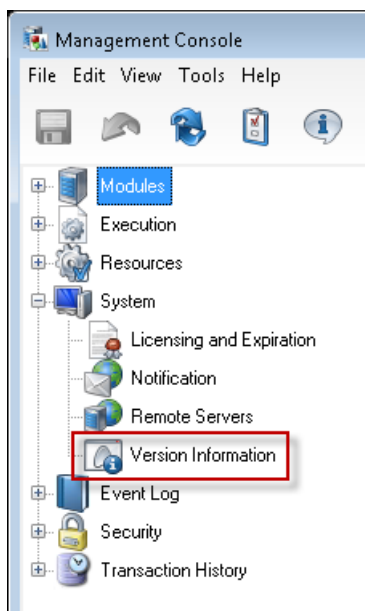 Management Console
File Edit View Tools Help
Modules
Execution
Resources
System
Licensing and Expiration
Notification
Remote Servers
Version Information
Event Log
Security
Transaction History